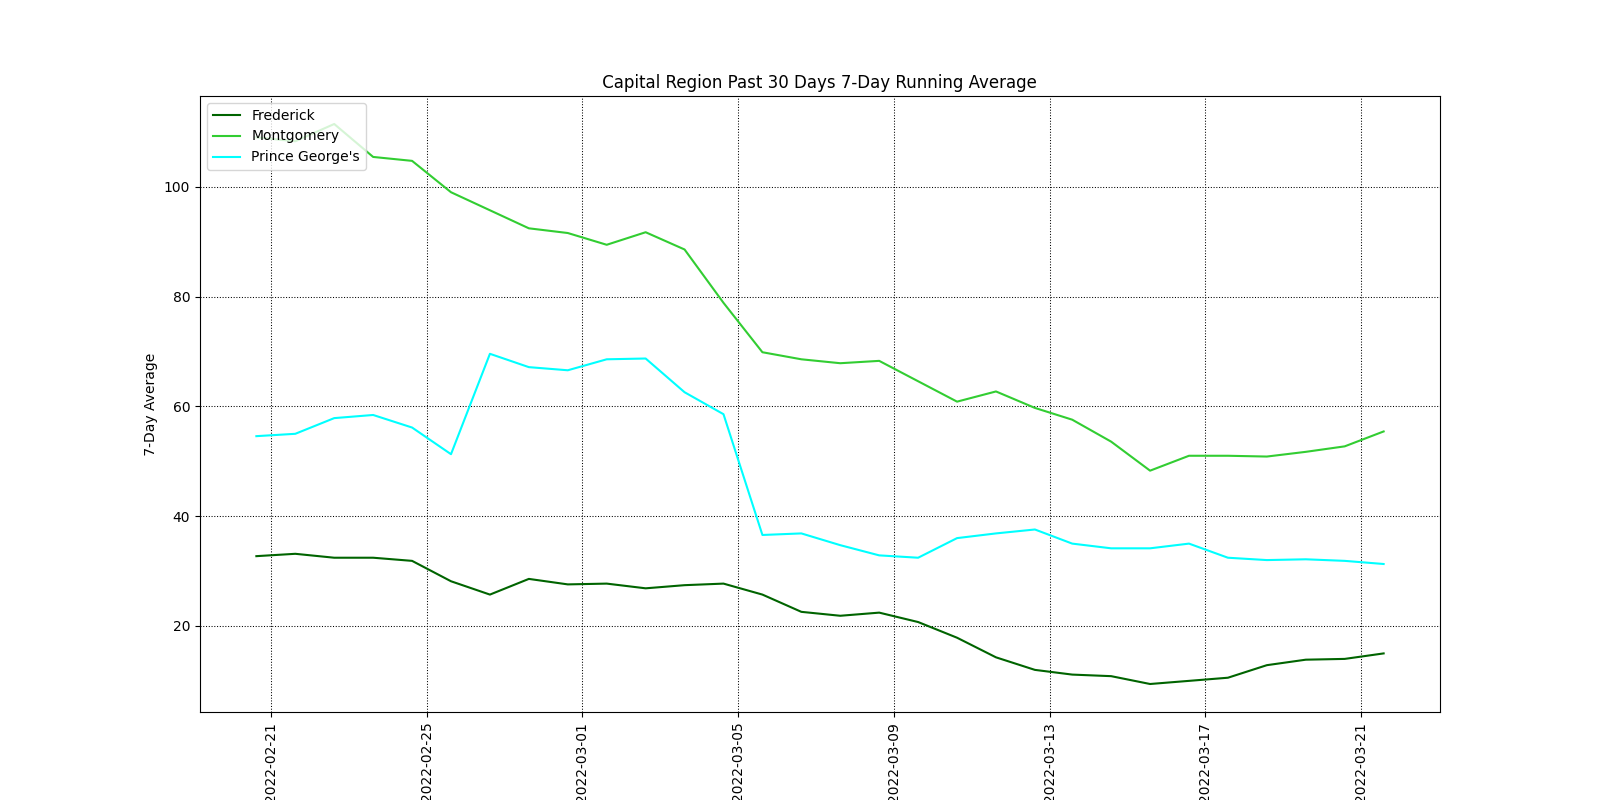 Capital Region Past 30 Days 7-Day Running Average
Frederick
Montgomery
Prince George's
7-Day Average
100
80
60
40
20
2022-02-21
2022-02-25
2022-03-01
2022-03-05
2022-03-09
2022-03-13
2022-03-17
2022-03-21